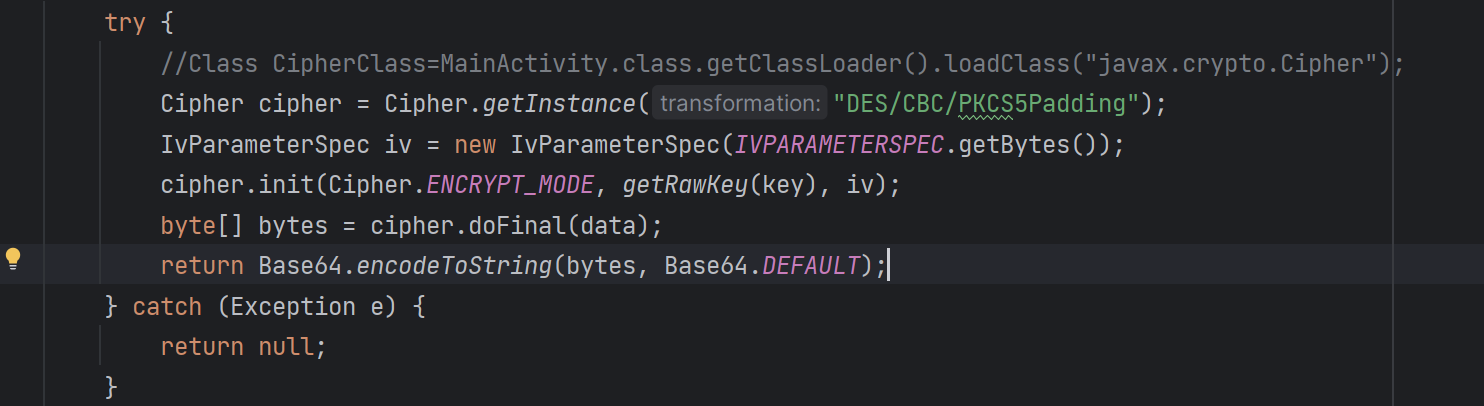 try {
//Class CipherClass=MainActivity.class.getClassLoader().loadClass("javax.crypto.Cipher");
Cipher cipher = Cipher.getInstance( transformation: "DES/CBC/PKCS5Padding");
IvParameterSpec iv = new IvParameterSpec(IVPARAMETERSPEC.getBytes());
cipher.init(Cipher.ENCRYPT_MODE, getRawKey(key), iv);
byte[] bytes = cipher.doFinal(data);
return Base64.encodeToString(bytes, Base64.DEFAULT);
} catch (Exception e) {
return null;
}